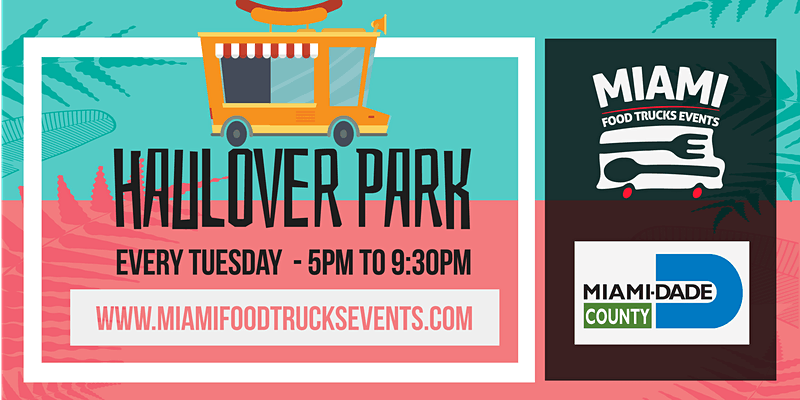 HAULOVER PARK
EVERY TUESDAY - 5PM TO 9:30PM
WWW.MIAMIFOODTRUCKSEVENTS.COM
MIAMI
FOOD TRUCKS EVENTS
MIAMI-DADE
COUNTY